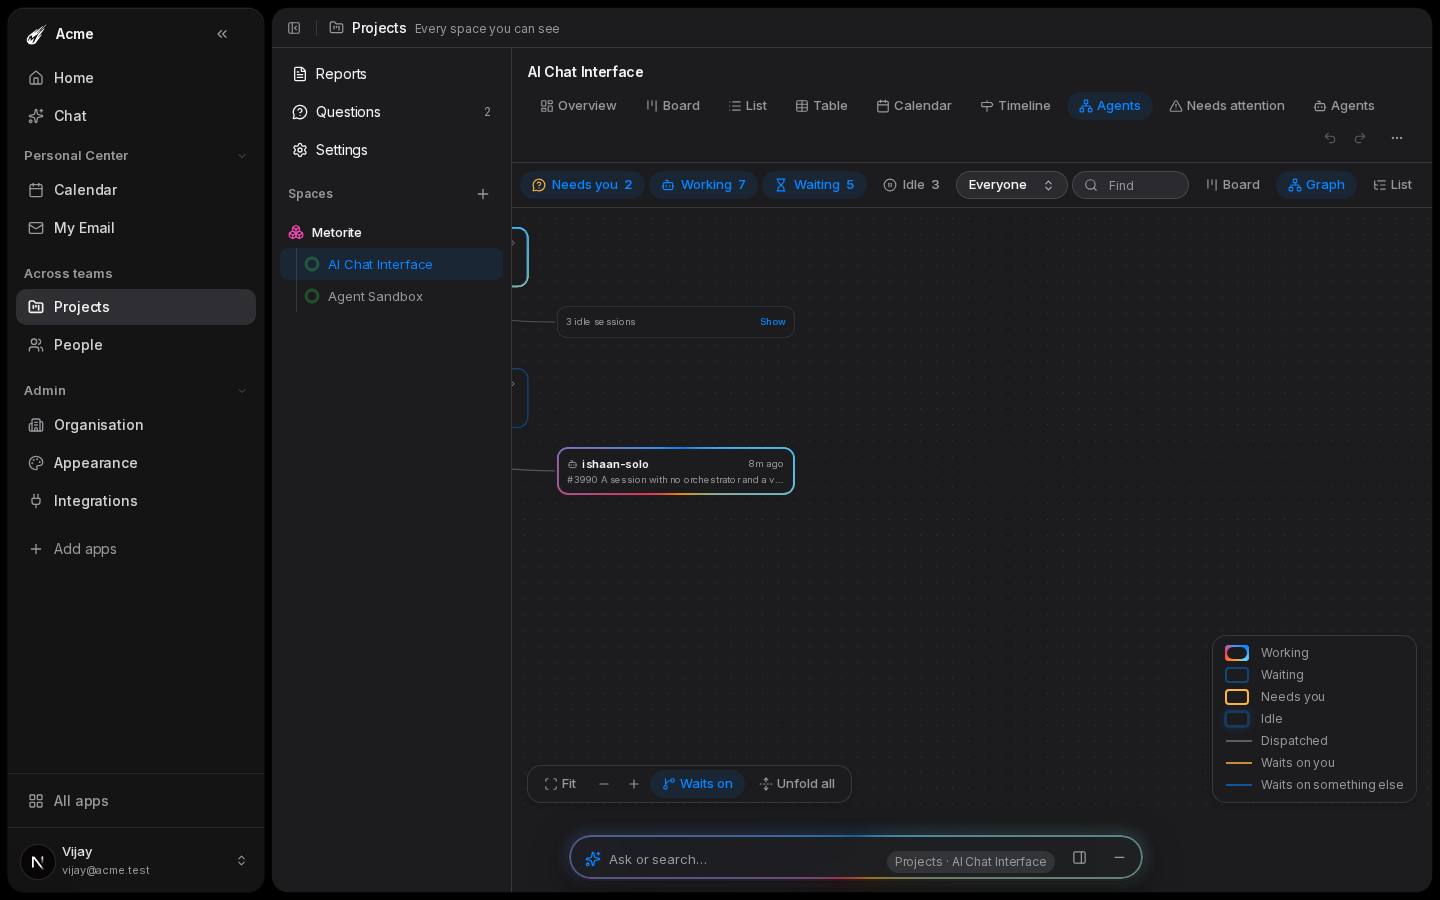 Acme
Home
Chat
Personal Center
Calendar
My Email
Across teams
Projects
People
Admin
Organisation
Appearance
Integrations
Add apps
All apps
Vijay
vijay@acme.test
Projects Every space you can see
Reports
Questions 2
Settings
Spaces
Metorite
AI Chat Interface
Agent Sandbox
AI Chat Interface
Overview Board List Table Calendar Timeline Agents Needs attention Agents
Needs you 2 Working 7 Waiting 5 Idle 3 Everyone Find Board Graph List
3 idle sessions Show
ishaan-solo 8m ago
#3990 A session with no orchestrator and a v...
Working
Waiting
Needs you
Idle
Dispatched
Waits on you
Waits on something else
Fit Waits on Unfold all
Ask or search... Projects · AI Chat Interface